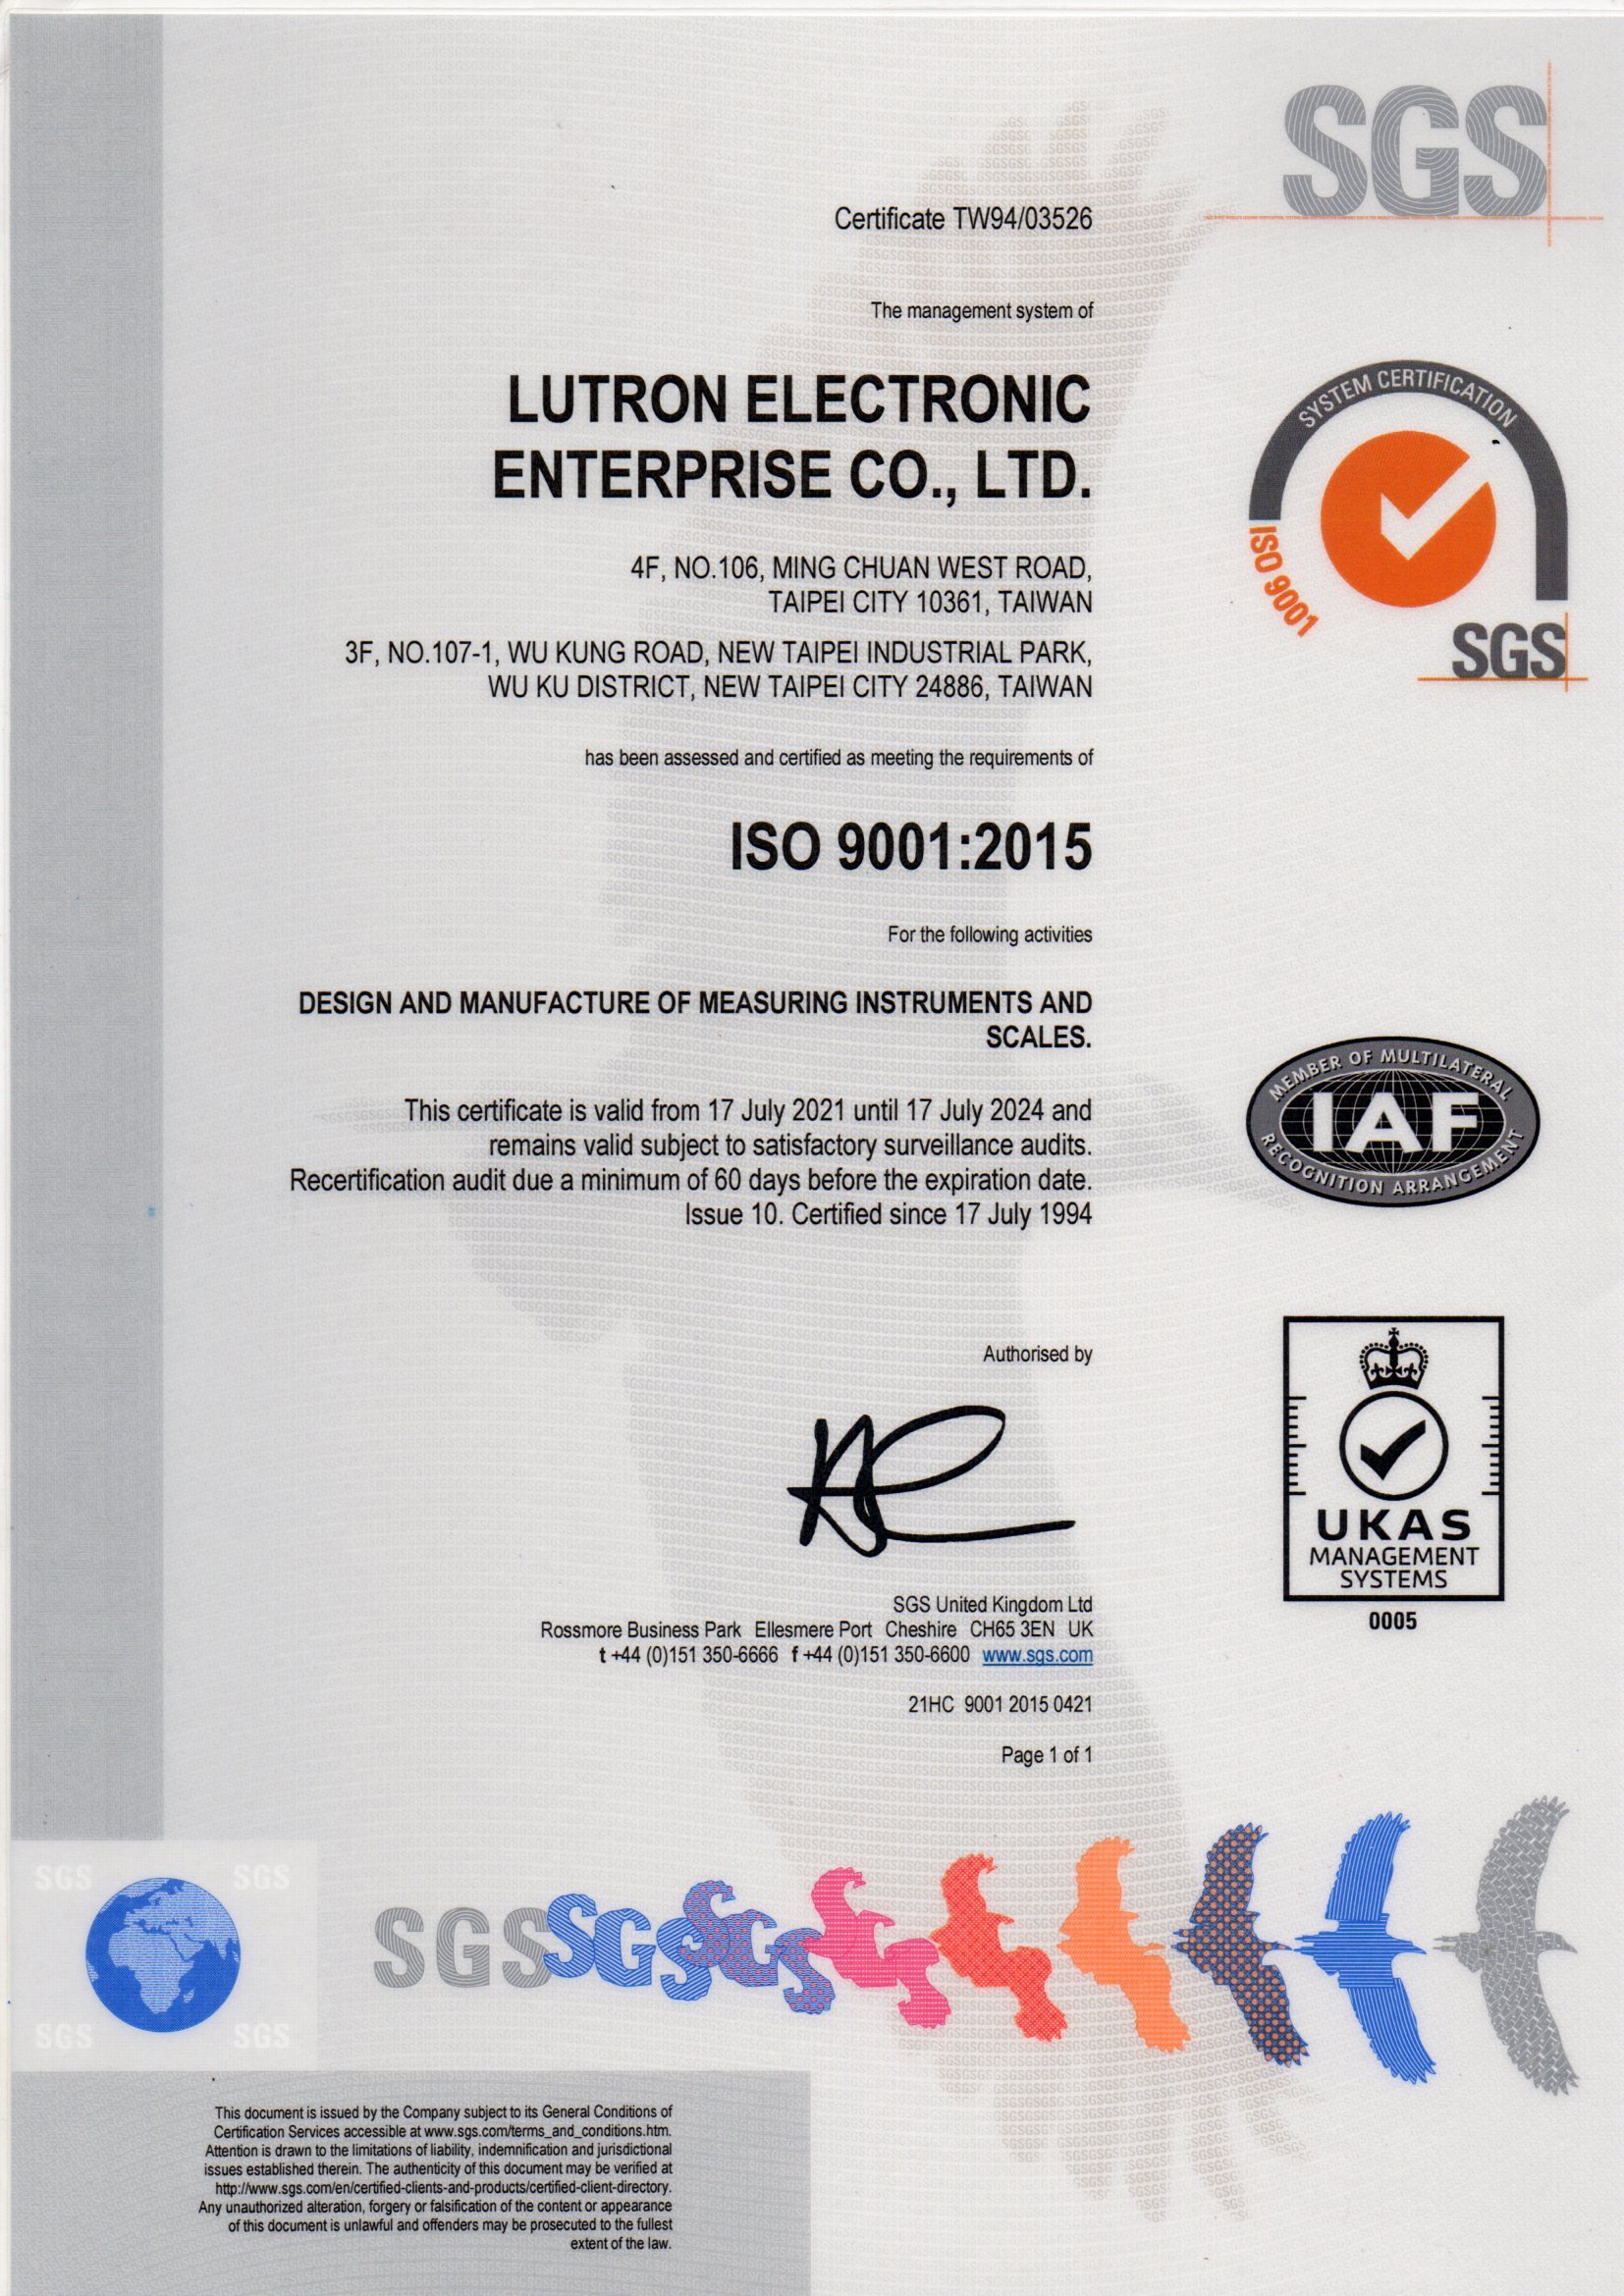 SGS
Certificate TW94/03526
The management system of
LUTRON ELECTRONIC
ENTERPRISE CO., LTD.
SYSTEM CERTIFICATION
ISO 9001
SGS
4F, NO.106, MING CHUAN WEST ROAD,
TAIPEI CITY 10361, TAIWAN
3F, NO.107-1, WU KUNG ROAD, NEW TAIPEI INDUSTRIAL PARK,
WU KU DISTRICT, NEW TAIPEI CITY 24886, TAIWAN
has been assessed and certified as meeting the requirements of
ISO 9001:2015
For the following activities
DESIGN AND MANUFACTURE OF MEASURING INSTRUMENTS AND
SCALES.
This certificate is valid from 17 July 2021 until 17 July 2024 and
remains valid subject to satisfactory surveillance audits.
Recertification audit due a minimum of 60 days before the expiration date.
Issue 10. Certified since 17 July 1994
MEMBER OF MULTILATERAL
IAF
RECOGNITION ARRANGEMENT
Authorised by
UKAS
MANAGEMENT
SYSTEMS
0005
SGS United Kingdom Ltd
Rossmore Business Park Ellesmere Port Cheshire CH65 3EN UK
t +44 (0)151 350-6666 f +44 (0)151 350-6600 www.sgs.com
21HC 9001 2015 0421
Page 1 of 1
SGS SGS
SGS SGS SGS
SGS SGS
This document is issued by the Company subject to its General Conditions of
Certification Services accessible at www.sgs.com/terms_and_conditions.htm.
Attention is drawn to the limitations of liability, indemnification and jurisdictional
issues established therein. The authenticity of this document may be verified at
http://www.sgs.com/en/certified-clients-and-products/certified-client-directory.
Any unauthorized alteration, forgery or falsification of the content or appearance
of this document is unlawful and offenders may be prosecuted to the fullest
extent of the law.